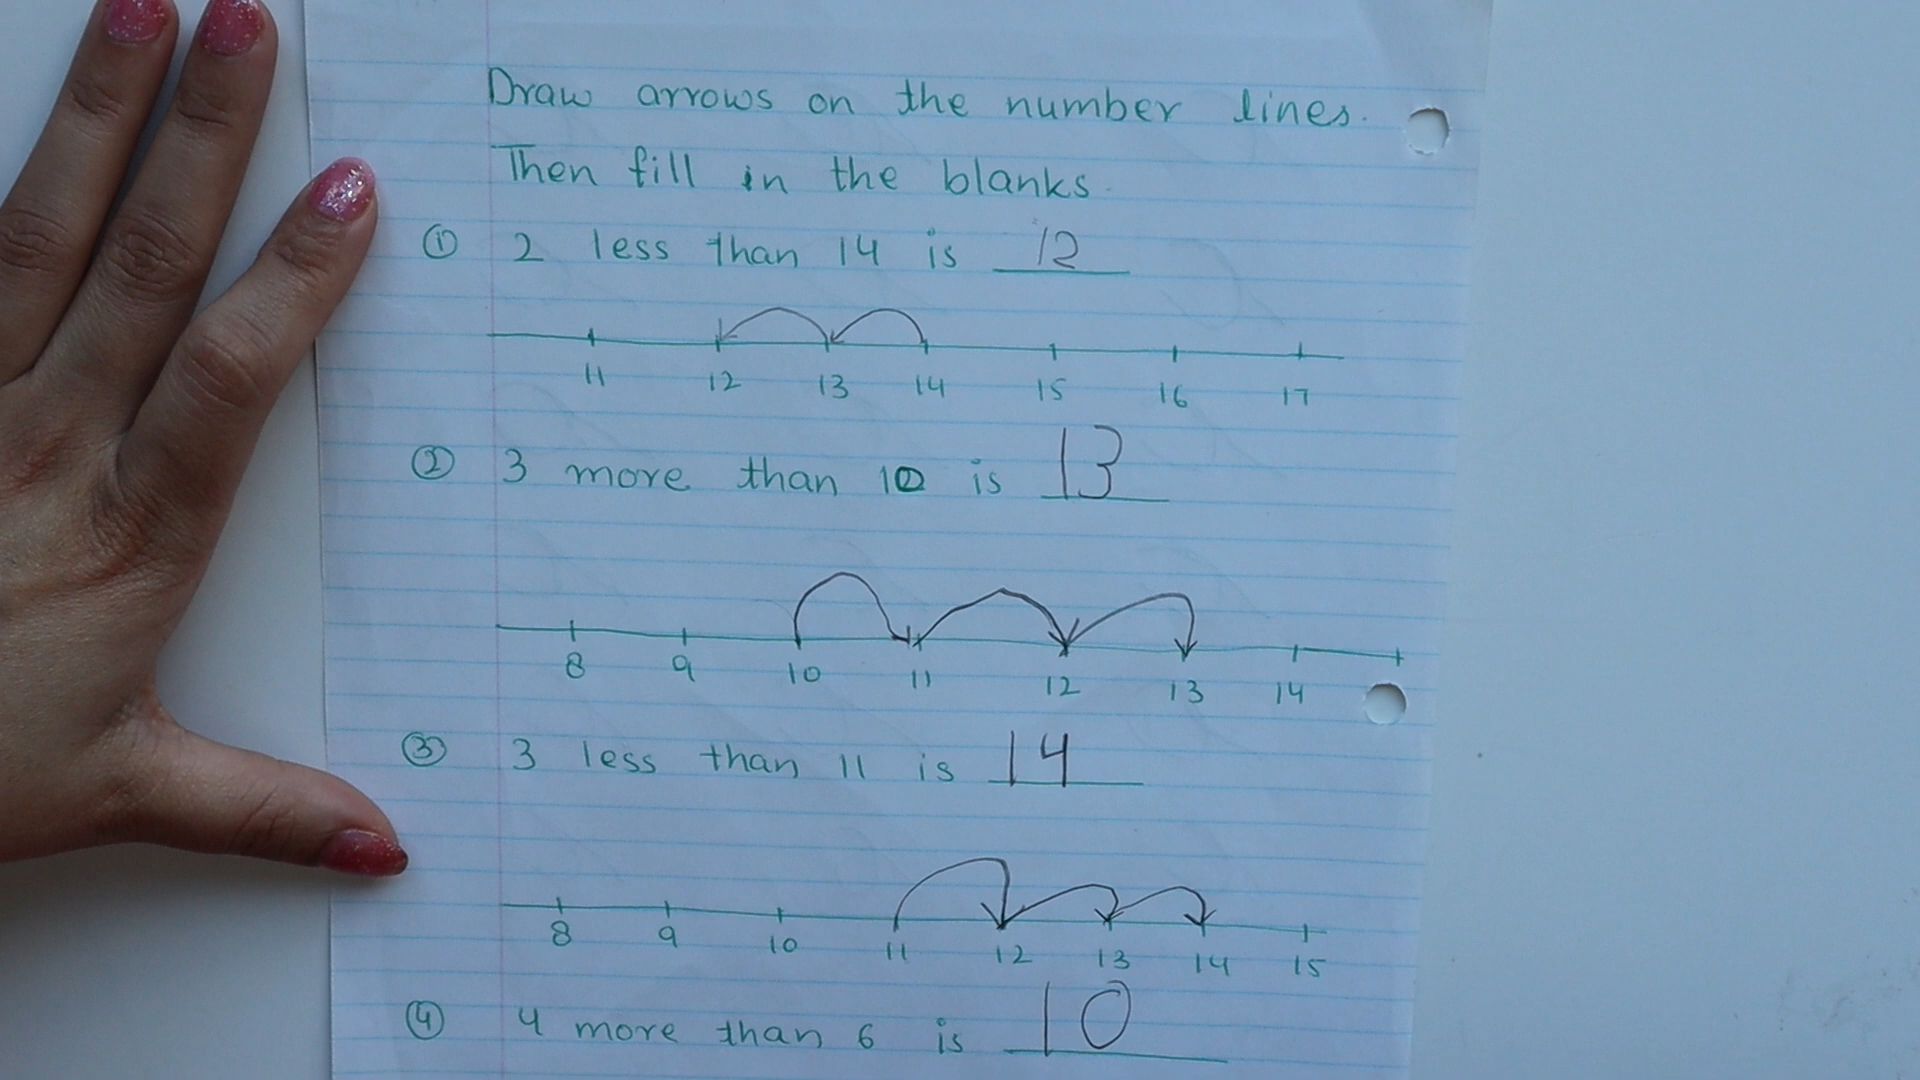 Draw arrows on the number lines.
Then fill in the blanks.
① 2 less than 14 is 12
11 12 13 14 15 16 17
② 3 more than 10 is 13
8 9 10 11 12 13 14
③ 3 less than 11 is 14
8 9 10 11 12 13 14 15
④ 4 more than 6 is 10